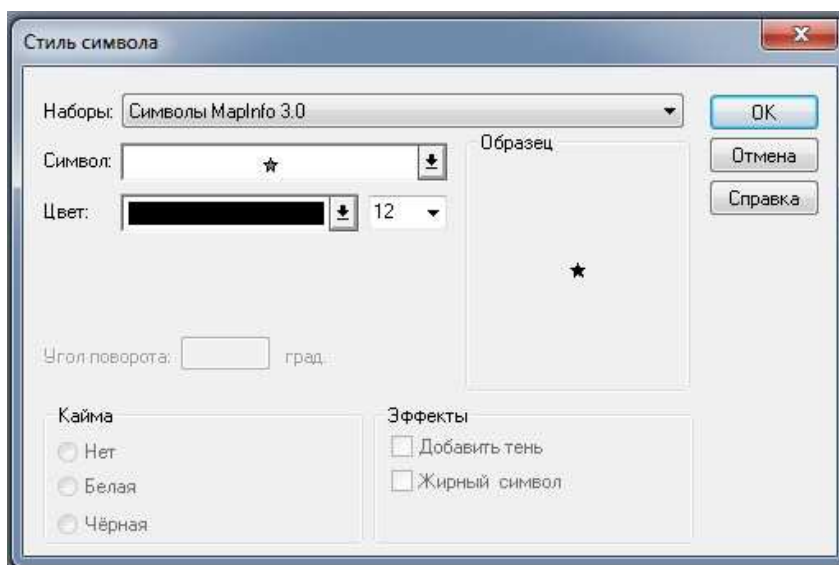 Стиль символа
Наборы: Символы MapInfo 3.0
OK
Символ:
Образец
Отмена
Цвет: 12
Справка
Угол поворота: град.
Кайма
Эффекты
Нет
Добавить тень
Белая
Жирный символ
Чёрная